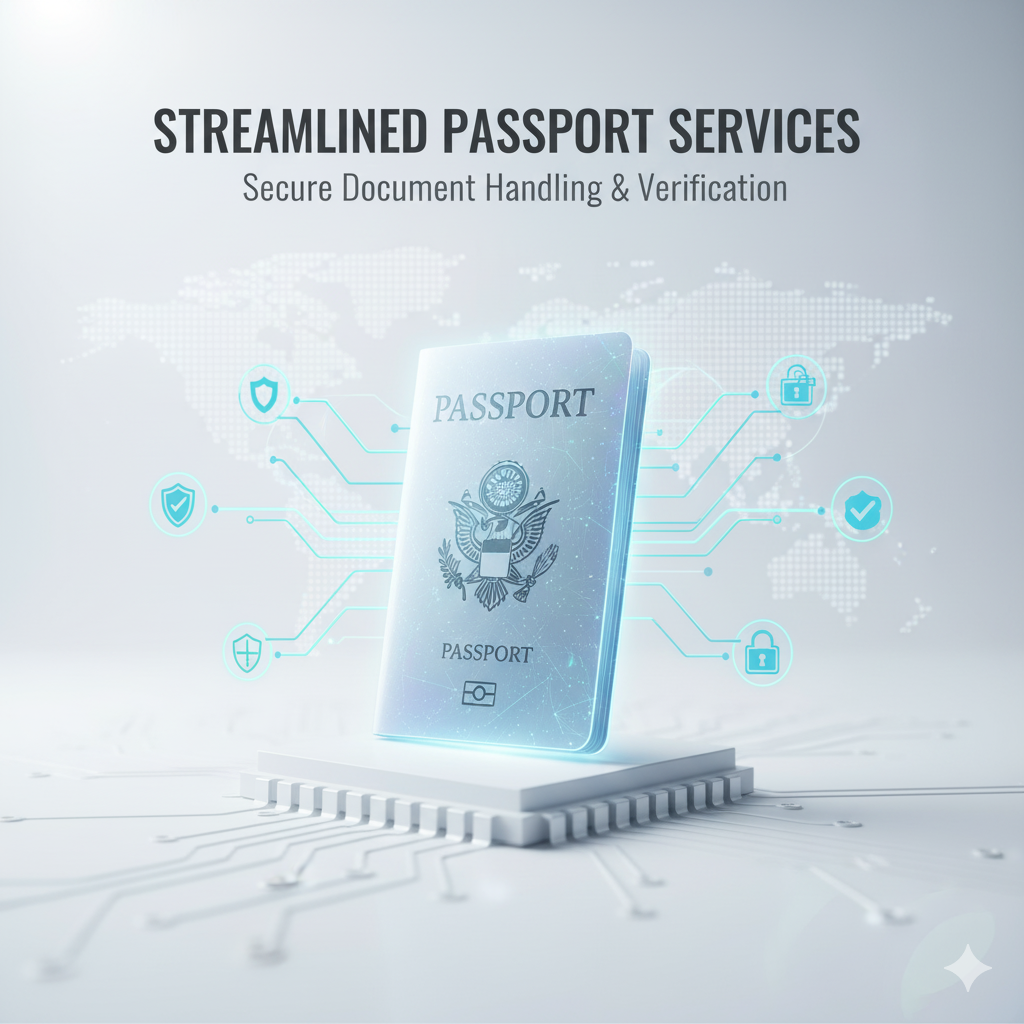 STREAMLINED PASSPORT SERVICES
Secure Document Handling & Verification
PASSPORT
PASSPORT